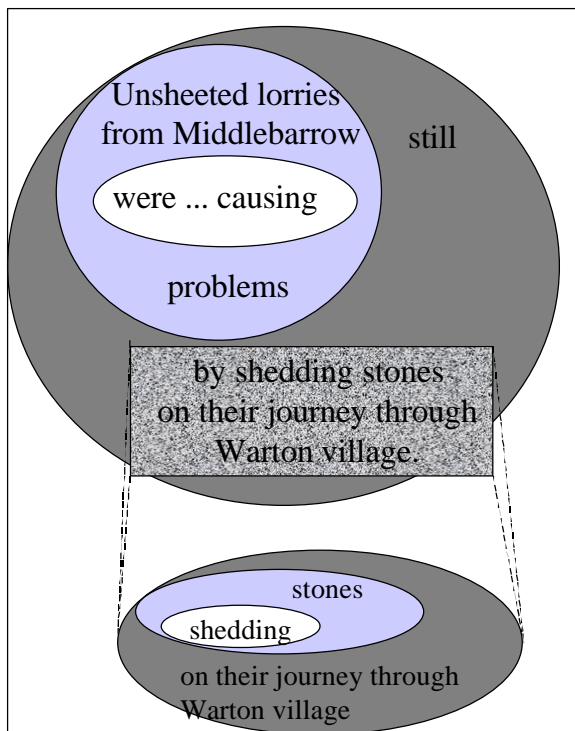 Unsheeted lorries
from Middlebarrow
still
were ... causing
problems
by shedding stones
on their journey through
Warton village.
stones
shedding
on their journey through
Warton village